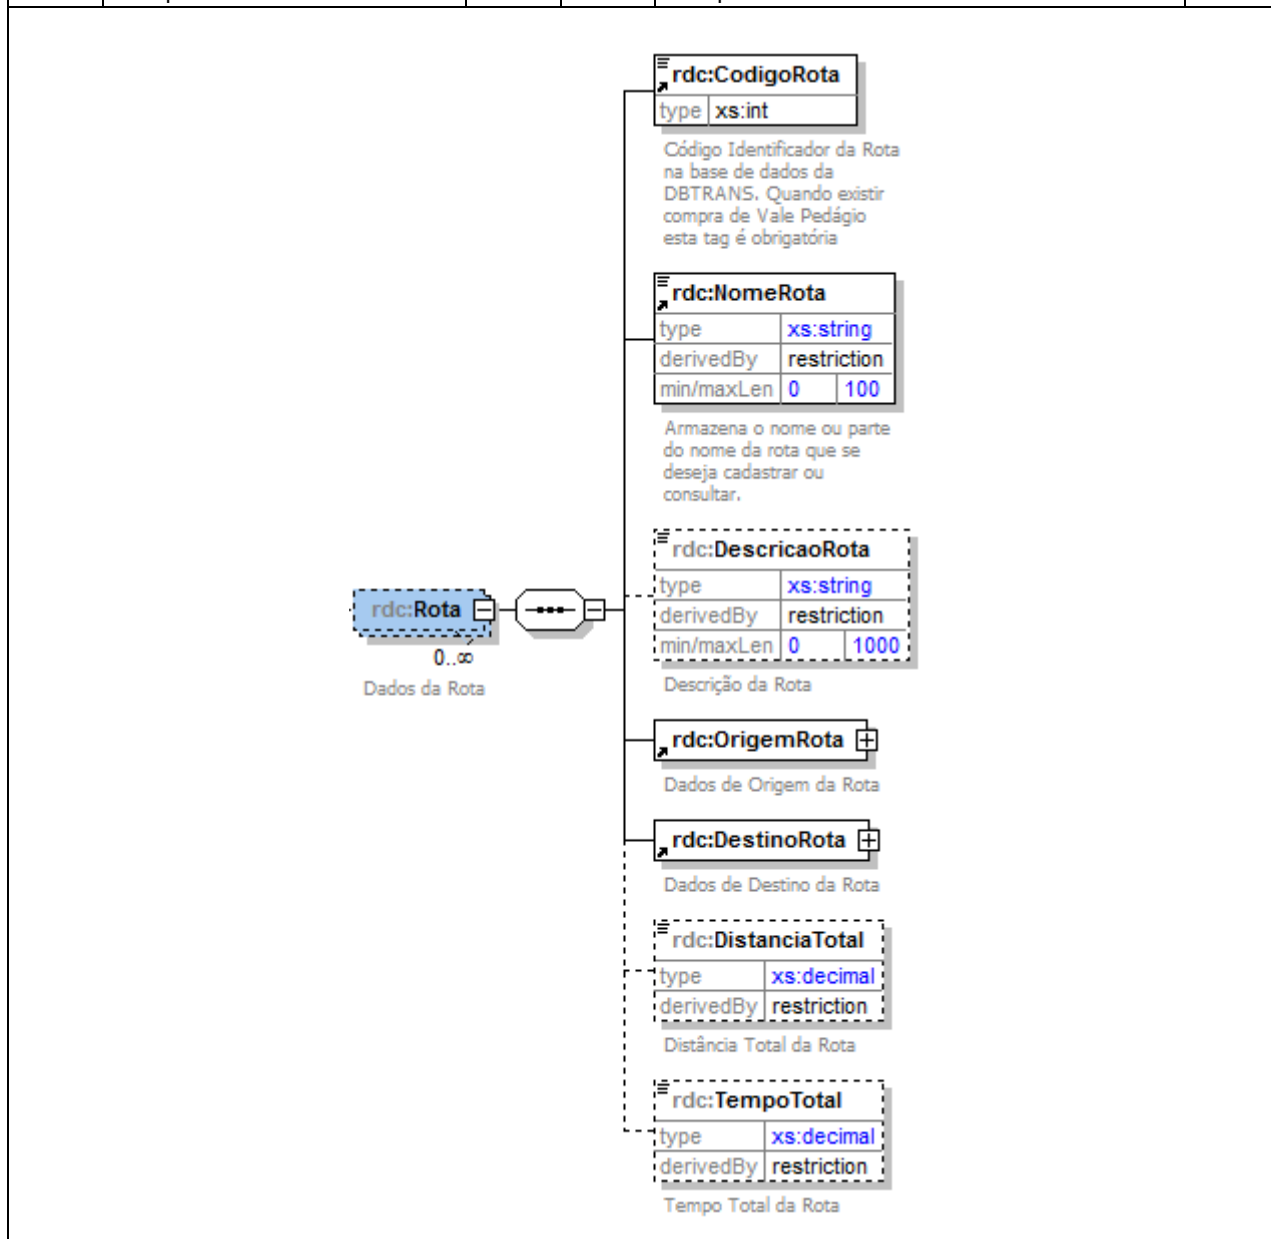 rdc:CodigoRota
type xs:int
Código Identificador da Rota
na base de dados da
DBTRANS. Quando existir
compra de Vale Pedágio
esta tag é obrigatória
rdc:NomeRota
type xs:string
derivedBy restriction
min/maxLen 0 100
Armazena o nome ou parte
do nome da rota que se
deseja cadastrar ou
consultar.
rdc:DescricaoRota
type xs:string
derivedBy restriction
min/maxLen 0 1000
Descrição da Rota
rdc:Rota
0..∞
Dados da Rota
rdc:OrigemRota
Dados de Origem da Rota
rdc:DestinoRota
Dados de Destino da Rota
rdc:DistanciaTotal
type xs:decimal
derivedBy restriction
Distância Total da Rota
rdc:TempoTotal
type xs:decimal
derivedBy restriction
Tempo Total da Rota